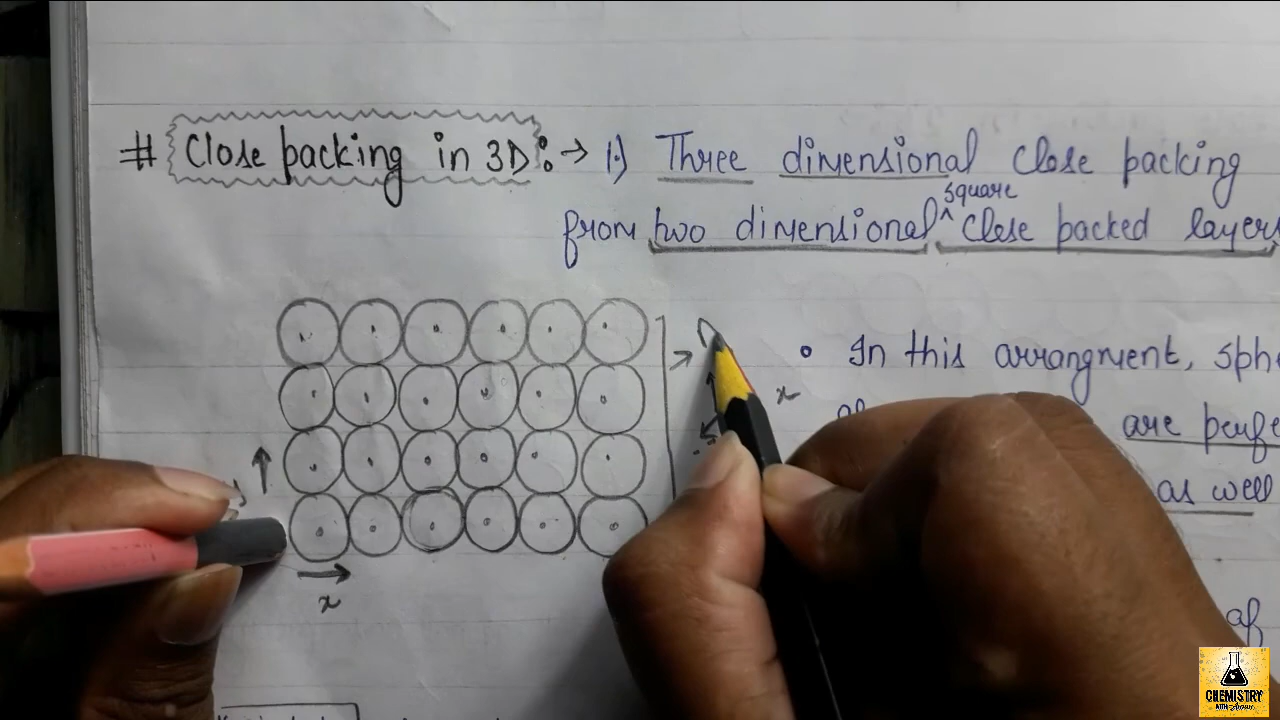 # Close packing in 3D :→ 1.) Three dimensional close packing
from two dimensional ^ square close packed layers
• In this arrangment, sph
are perfe
as well
x
x
of
CHEMISTRY